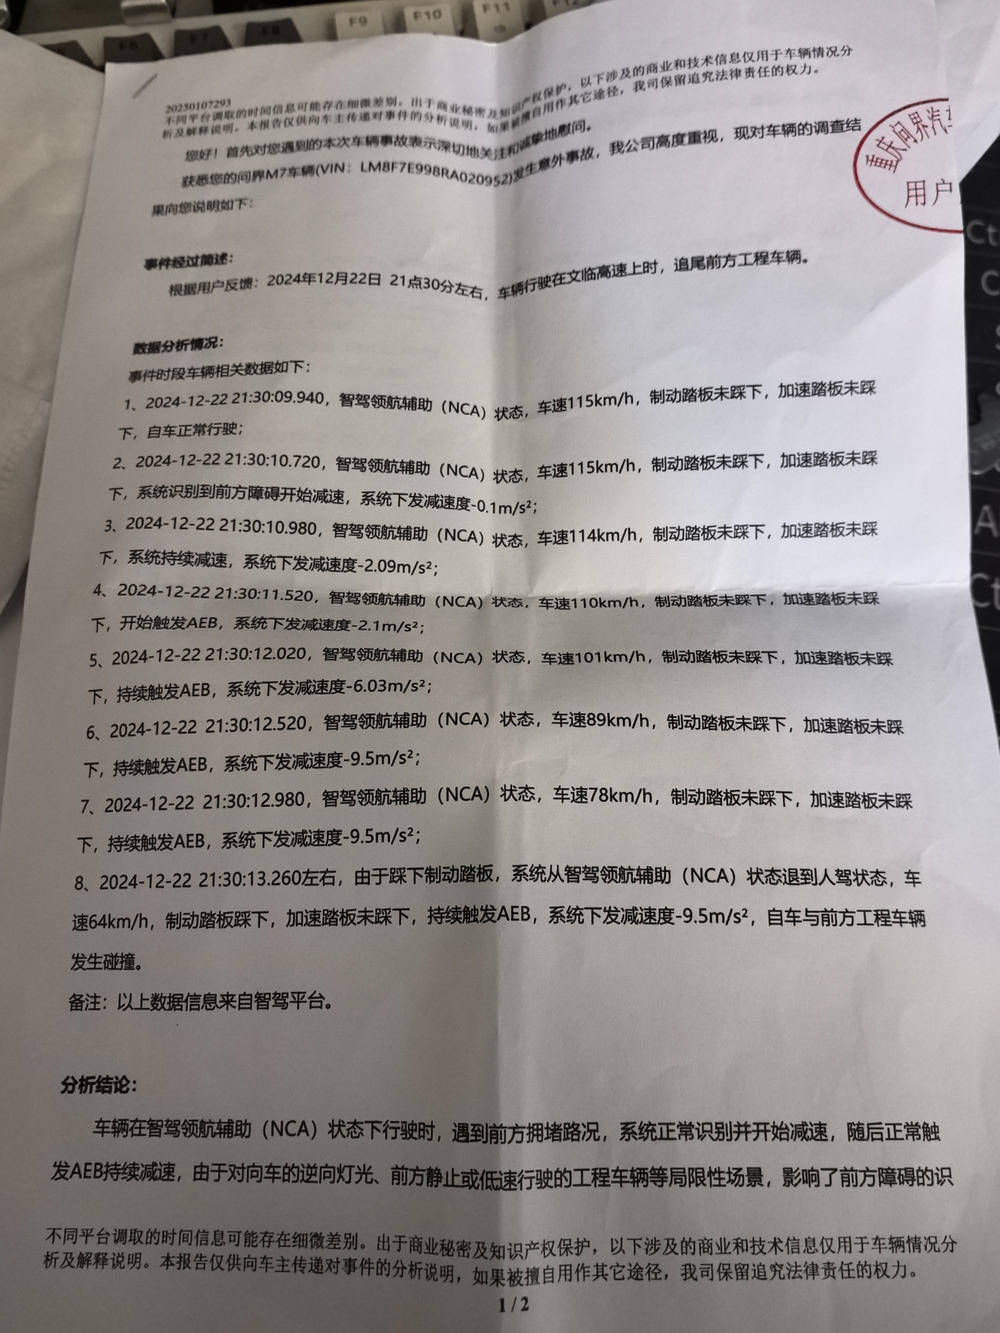 F6
F7
F8
F9
F10
F11
F12
20250107293
不同平台调取的时间信息可能存在细微差别。出于商业秘密及知识产权保护，以下涉及的商业和技术信息仅用于车辆情况分
析及解释说明。本报告仅供向车主传递对事件的分析说明，如果被擅自用作其它途径，我司保留追究法律责任的权力。
您好！首先对您遇到的本次车辆事故表示深切地关注和诚挚地慰问。
获悉您的问界M7车辆(VIN：LM8F7E998RA020952)发生意外事故，我公司高度重视，现对车辆的调查结
果向您说明如下：
重庆问界汽车
用户
事件经过简述：
根据用户反馈：2024年12月22日 21点30分左右，车辆行驶在文临高速上时，追尾前方工程车辆。
数据分析情况：
事件时段车辆相关数据如下：
1、2024-12-22 21:30:09.940，智驾领航辅助（NCA）状态，车速115km/h，制动踏板未踩下，加速踏板未踩
下，自车正常行驶；
2、2024-12-22 21:30:10.720，智驾领航辅助（NCA）状态，车速115km/h，制动踏板未踩下，加速踏板未踩
下，系统识别到前方障碍开始减速，系统下发减速度-0.1m/s²；
3、2024-12-22 21:30:10.980，智驾领航辅助（NCA）状态，车速114km/h，制动踏板未踩下，加速踏板未踩
下，系统持续减速，系统下发减速度-2.09m/s²；
4、2024-12-22 21:30:11.520，智驾领航辅助（NCA）状态，车速110km/h，制动踏板未踩下，加速踏板未踩
下，开始触发AEB，系统下发减速度-2.1m/s²；
5、2024-12-22 21:30:12.020，智驾领航辅助（NCA）状态，车速101km/h，制动踏板未踩下，加速踏板未踩
下，持续触发AEB，系统下发减速度-6.03m/s²；
6、2024-12-22 21:30:12.520，智驾领航辅助（NCA）状态，车速89km/h，制动踏板未踩下，加速踏板未踩
下，持续触发AEB，系统下发减速度-9.5m/s²；
7、2024-12-22 21:30:12.980，智驾领航辅助（NCA）状态，车速78km/h，制动踏板未踩下，加速踏板未踩
下，持续触发AEB，系统下发减速度-9.5m/s²；
8、2024-12-22 21:30:13.260左右，由于踩下制动踏板，系统从智驾领航辅助（NCA）状态退到人驾状态，车
速64km/h，制动踏板踩下，加速踏板未踩下，持续触发AEB，系统下发减速度-9.5m/s²，自车与前方工程车辆
发生碰撞。
备注：以上数据信息来自智驾平台。
分析结论：
车辆在智驾领航辅助（NCA）状态下行驶时，遇到前方拥堵路况，系统正常识别并开始减速，随后正常触
发AEB持续减速，由于对向车的逆向灯光、前方静止或低速行驶的工程车辆等局限性场景，影响了前方障碍的识
不同平台调取的时间信息可能存在细微差别。出于商业秘密及知识产权保护，以下涉及的商业和技术信息仅用于车辆情况分
析及解释说明。本报告仅供向车主传递对事件的分析说明，如果被擅自用作其它途径，我司保留追究法律责任的权力。
1 / 2